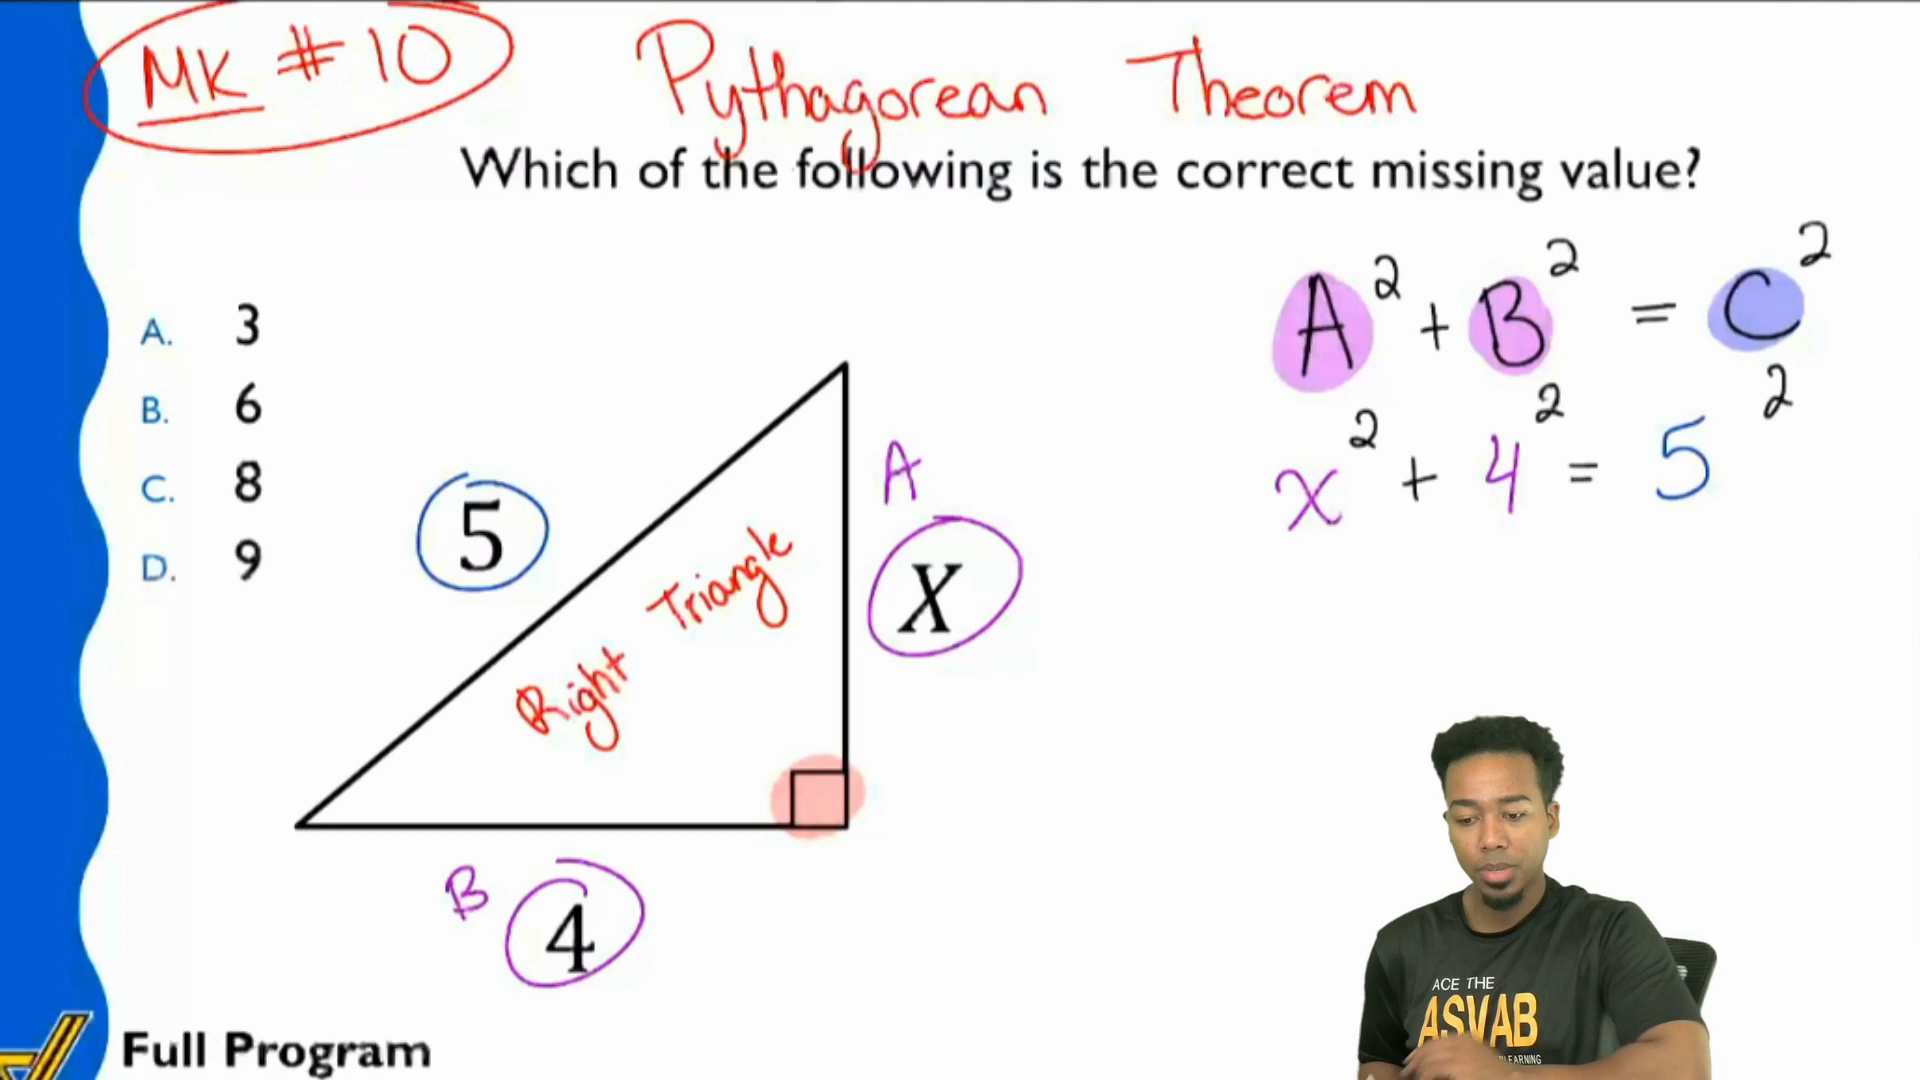 MK # 10
Pythagorean Theorem
Which of the following is the correct missing value?
A. 3
B. 6
C. 8
D. 9
A² + B² = C²
x² + 4² = 5²
5
A
X
Right Triangle
B
4
ACE THE
ASVAB
Full Program